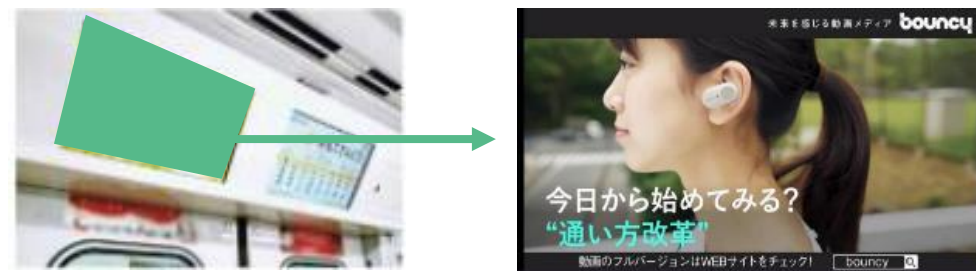 未来を感じる動画メディア bouncy
今日から始めてみる?
“通い方改革”
動画のフルバージョンはWEBサイトをチェック!
bouncy